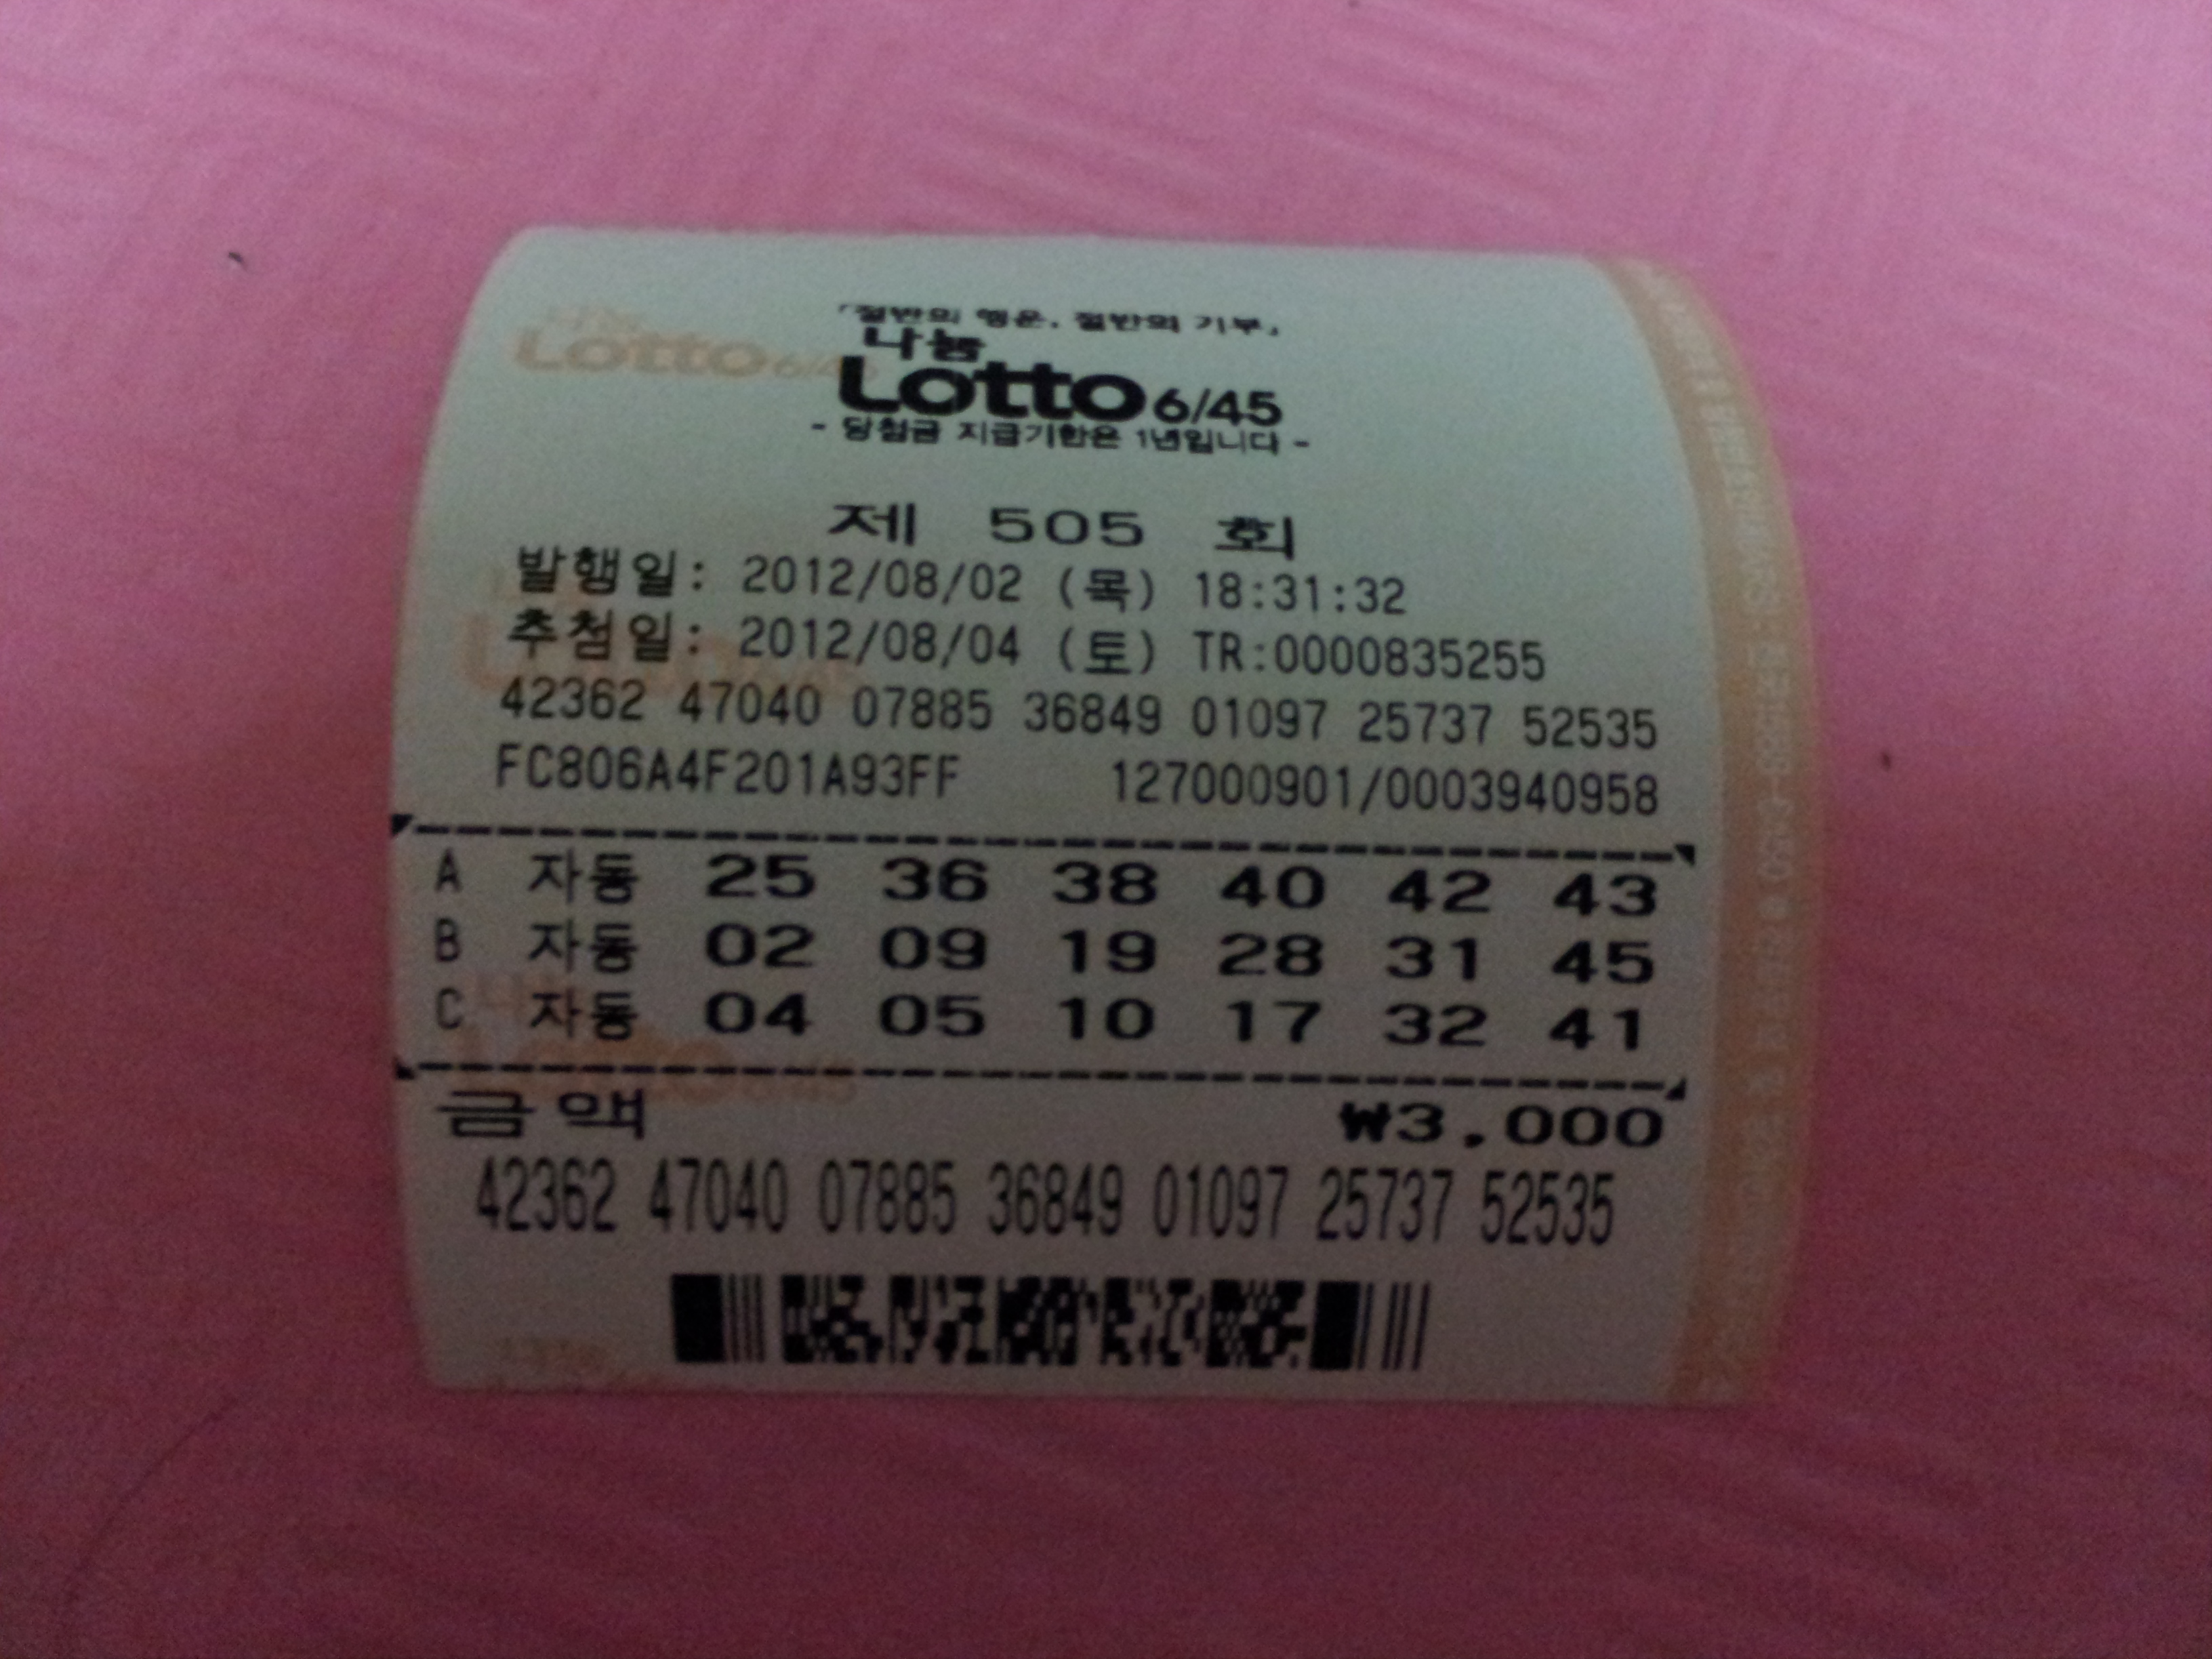 「절반의 행운, 절반의 기부」
나눔
Lotto 6/45
- 당첨금 지급기한은 1년입니다 -
제 505 회
발행일: 2012/08/02 (목) 18:31:32
추첨일: 2012/08/04 (토) TR:0000835255
42362 47040 07885 36849 01097 25737 52535
FC806A4F201A93FF 127000901/0003940958
A 자동 25 36 38 40 42 43
B 자동 02 09 19 28 31 45
C 자동 04 05 10 17 32 41
금액 ₩3,000
42362 47040 07885 36849 01097 25737 52535